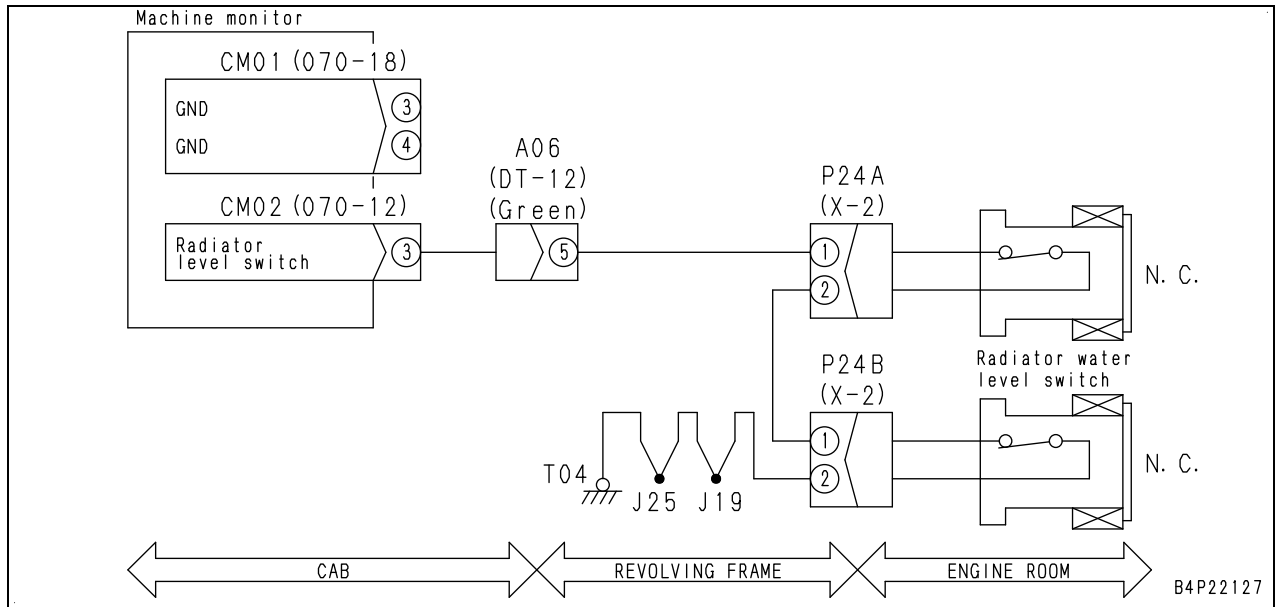 Machine monitor
CM01 (070-18)
GND
3
GND
4
A06
(DT-12)
(Green)
P24A
(X-2)
CM02 (070-12)
Radiator
level switch
3
5
1
2
N. C.
Radiator water
level switch
P24B
(X-2)
1
2
N. C.
T04
J25
J19
CAB
REVOLVING FRAME
ENGINE ROOM
B4P22127